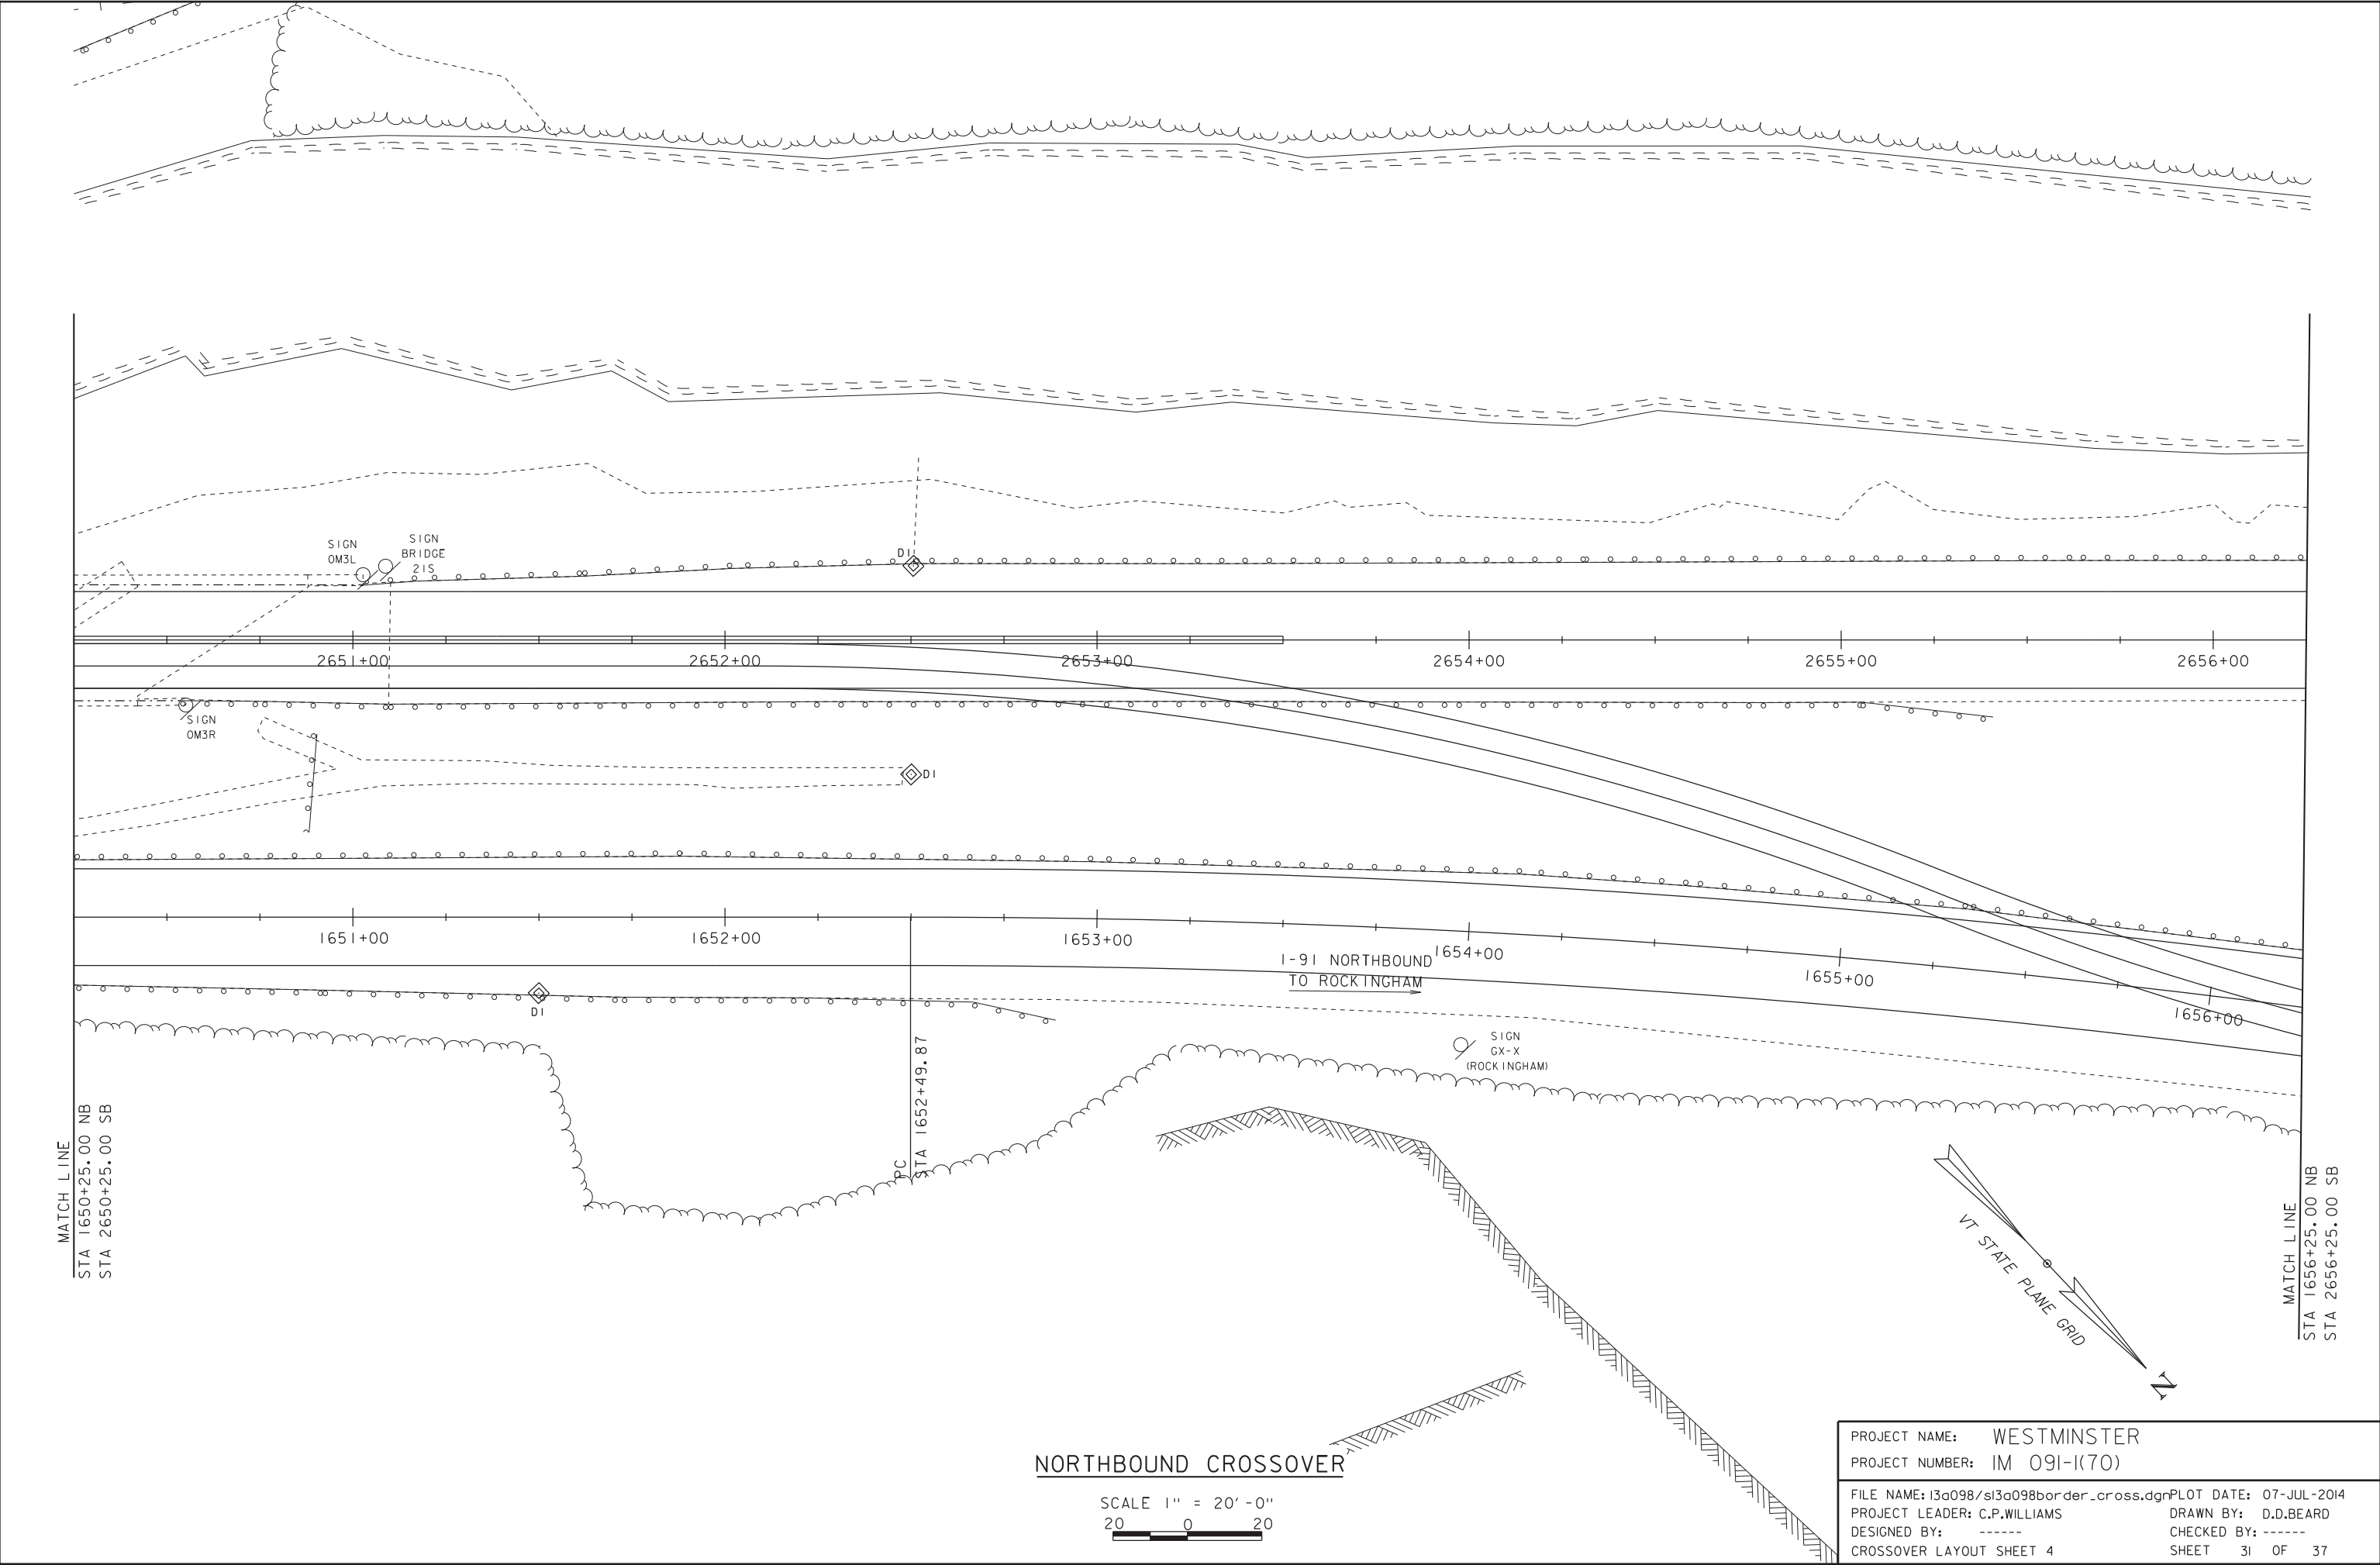 SIGN
OM3L
SIGN
BRIDGE
21S
DI
2651+00
2652+00
2653+00
2654+00
2655+00
2656+00
SIGN
OM3R
DI
1651+00
1652+00
1653+00
1654+00
1655+00
1656+00
I-91 NORTHBOUND
TO ROCKINGHAM
DI
SIGN
GX-X
(ROCKINGHAM)
PC
STA 1652+49.87
MATCH LINE
STA 1650+25.00 NB
STA 2650+25.00 SB
MATCH LINE
STA 1656+25.00 NB
STA 2656+25.00 SB
VT STATE PLANE GRID
N
NORTHBOUND CROSSOVER
SCALE 1" = 20'-0"
20 0 20
PROJECT NAME: WESTMINSTER
PROJECT NUMBER: IM 091-1(70)
FILE NAME: 13a098/s13a098border_cross.dgn PLOT DATE: 07-JUL-2014
PROJECT LEADER: C.P.WILLIAMS DRAWN BY: D.D.BEARD
DESIGNED BY: ------ CHECKED BY: ------
CROSSOVER LAYOUT SHEET 4 SHEET 31 OF 37